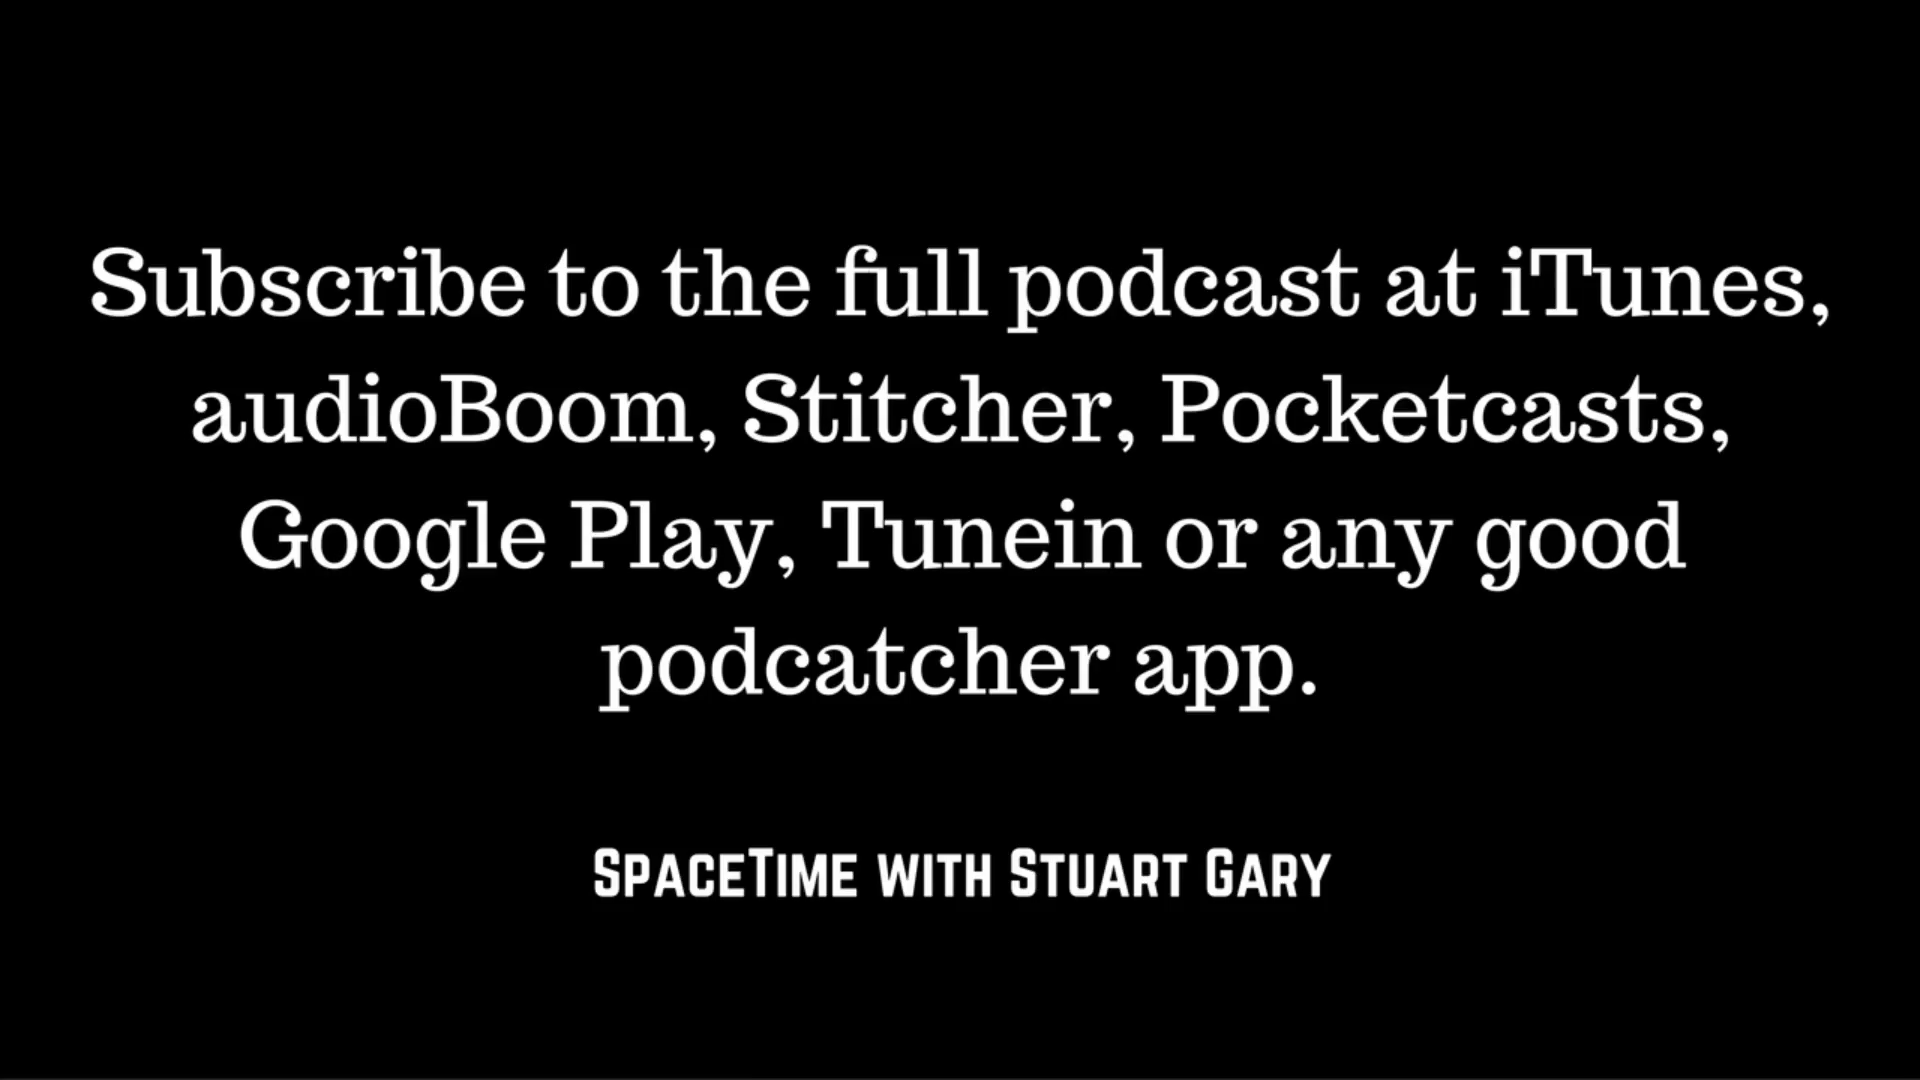 Subscribe to the full podcast at iTunes,
audioBoom, Stitcher, Pocketcasts,
Google Play, Tunein or any good
podcatcher app.
SpaceTime with Stuart Gary